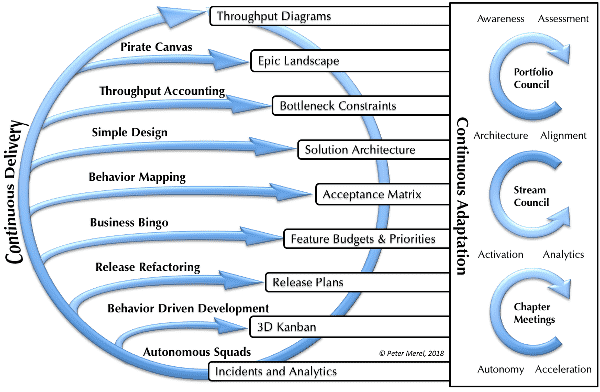 Throughput Diagrams
Pirate Canvas
Epic Landscape
Throughput Accounting
Bottleneck Constraints
Simple Design
Solution Architecture
Behavior Mapping
Acceptance Matrix
Business Bingo
Feature Budgets & Priorities
Release Refactoring
Release Plans
Behavior Driven Development
3D Kanban
Autonomous Squads
Incidents and Analytics
Continuous Delivery
© Peter Merel, 2018
Continuous Adaptation
Awareness Assessment
Portfolio
Council
Architecture Alignment
Stream
Council
Activation Analytics
Chapter
Meetings
Autonomy Acceleration